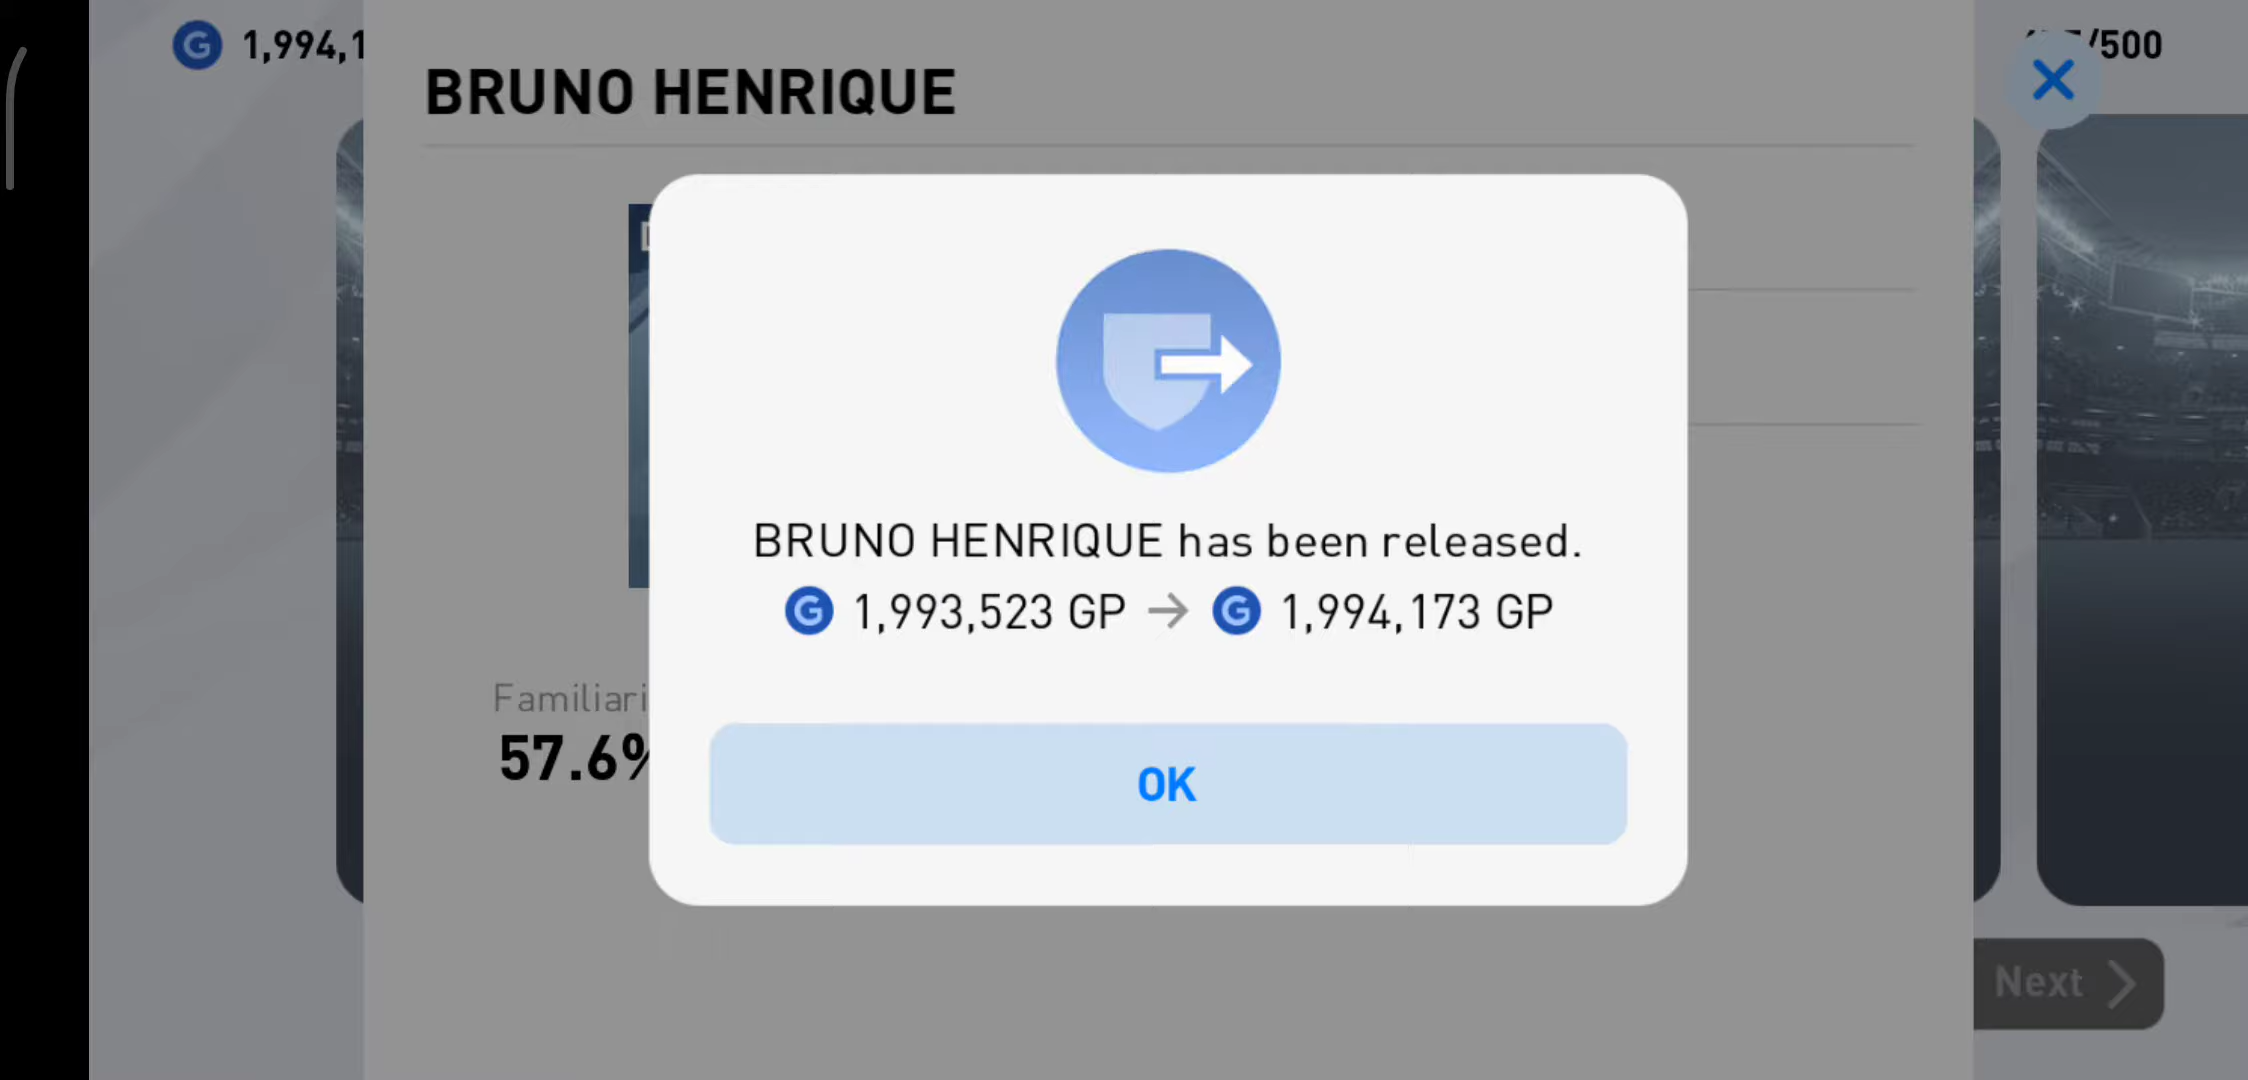 G 1,994,1
/500
BRUNO HENRIQUE
BRUNO HENRIQUE has been released.
G 1,993,523 GP → G 1,994,173 GP
Familiari
57.6%
OK
Next